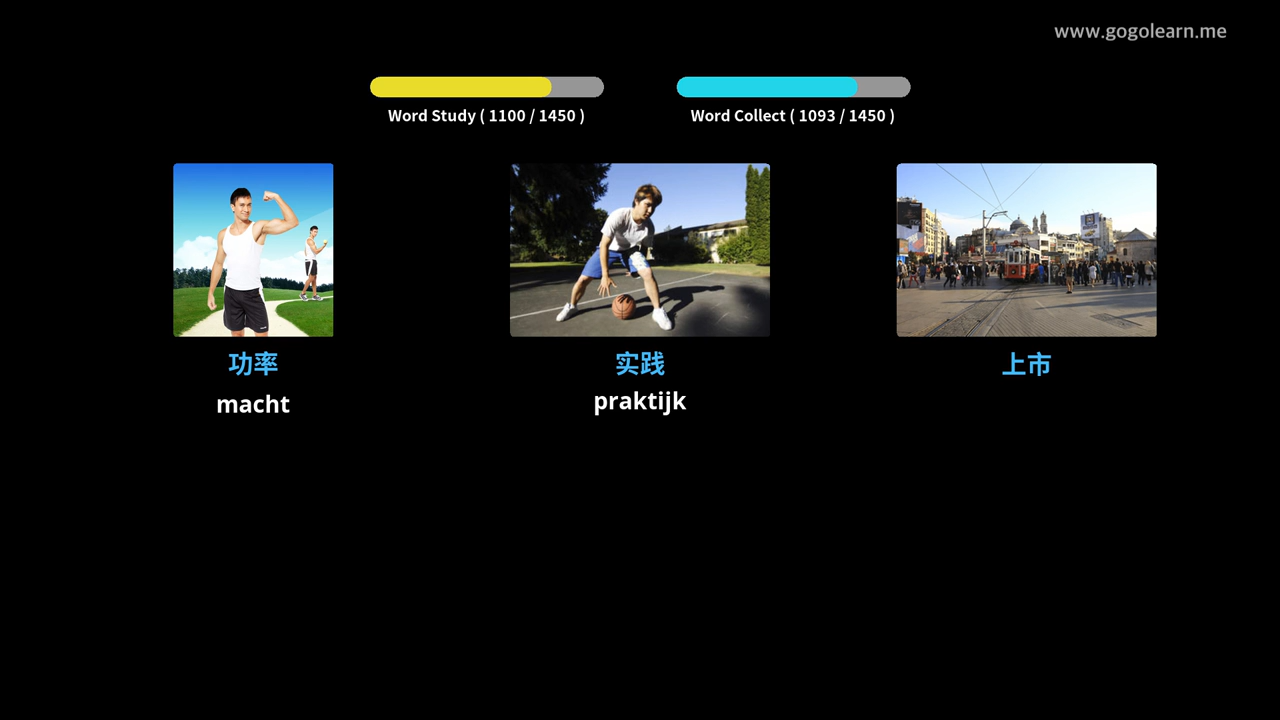 www.gogolearn.me
Word Study ( 1100 / 1450 )
Word Collect ( 1093 / 1450 )
功率
实践
上市
macht
praktijk